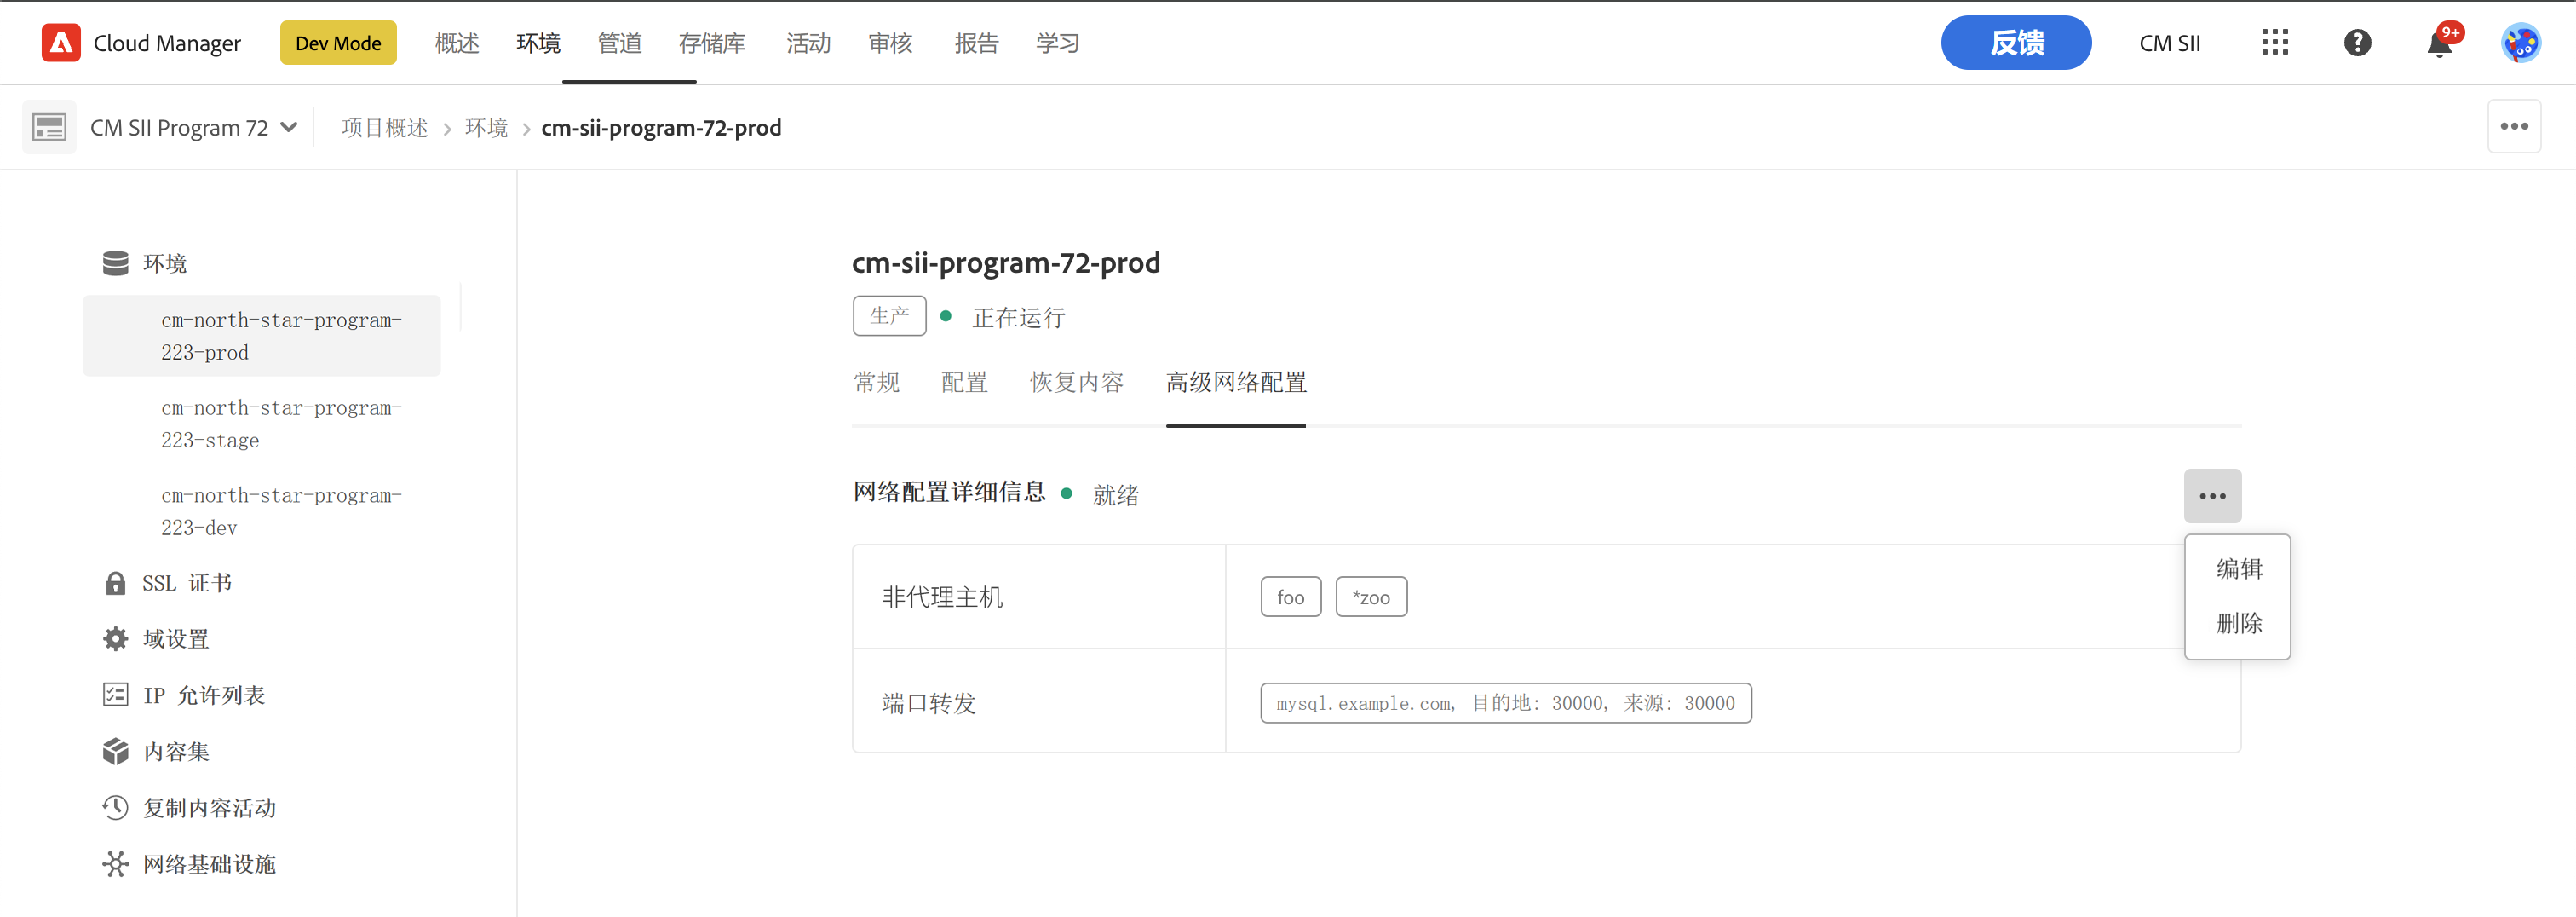 Cloud Manager Dev Mode 概述 环境 管道 存储库 活动 审核 报告 学习 反馈 CM SII 9+
CM SII Program 72 项目概述 环境 cm-sii-program-72-prod
环境
cm-north-star-program-
223-prod
cm-north-star-program-
223-stage
cm-north-star-program-
223-dev
SSL 证书
域设置
IP 允许列表
内容集
复制内容活动
网络基础设施
cm-sii-program-72-prod
生产 正在运行
常规 配置 恢复内容 高级网络配置
网络配置详细信息 就绪
编辑
删除
非代理主机 foo *zoo
端口转发 mysql.example.com, 目的地: 30000, 来源: 30000